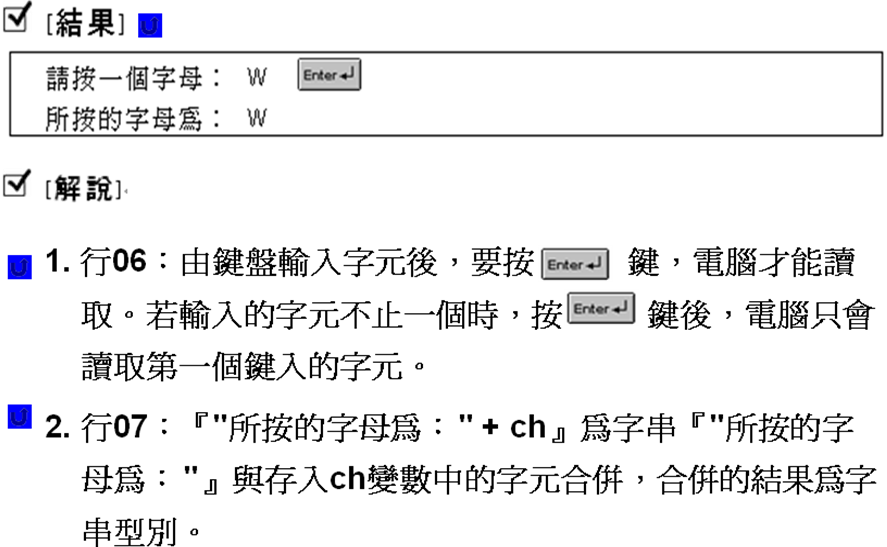 [結果]
請按一個字母： W Enter
所按的字母為： W
[解說]
1. 行06：由鍵盤輸入字元後，要按 Enter 鍵，電腦才能讀
取。若輸入的字元不止一個時，按 Enter 鍵後，電腦只會
讀取第一個鍵入的字元。
2. 行07：『"所按的字母爲：" + ch』爲字串『"所按的字
母爲："』與存入ch變數中的字元合併，合併的結果爲字
串型別。